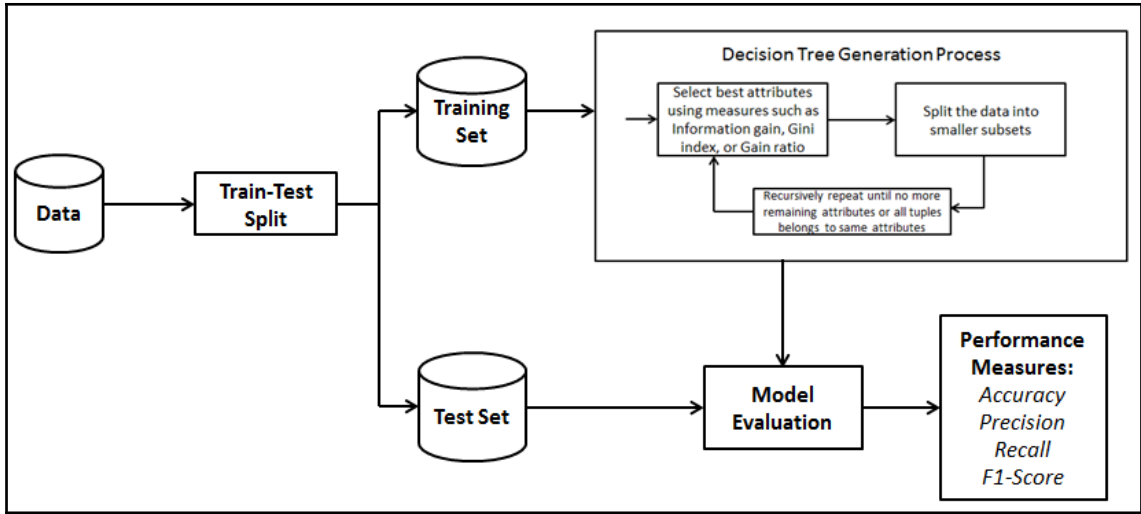 Data
Train-Test
Split
Training
Set
Test Set
Decision Tree Generation Process
Select best attributes
using measures such as
Information gain, Gini
index, or Gain ratio
Split the data into
smaller subsets
Recursively repeat until no more
remaining attributes or all tuples
belongs to same attributes
Model
Evaluation
Performance
Measures:
Accuracy
Precision
Recall
F1-Score